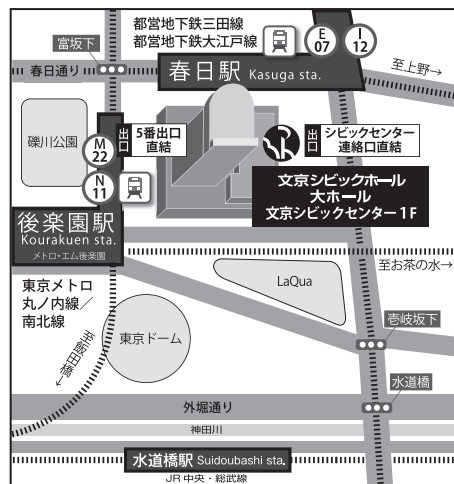 都営地下鉄三田線
都営地下鉄大江戸線
E
07
I
12
富坂下
春日通り
春日駅 Kasuga sta.
至上野→
礫川公園
M
22
出口
5番出口
直結
出口
シビックセンター
連絡口直結
N
11
文京シビックホール
大ホール
文京シビックセンター1F
後楽園駅
Kourakuen sta.
メトロ・エム後楽園
至お茶の水→
東京メトロ
丸ノ内線／
南北線
LaQua
至飯田橋→
東京ドーム
壱岐坂下
水道橋
外堀通り
神田川
水道橋駅 Suidoubashi sta.
JR中央・総武線